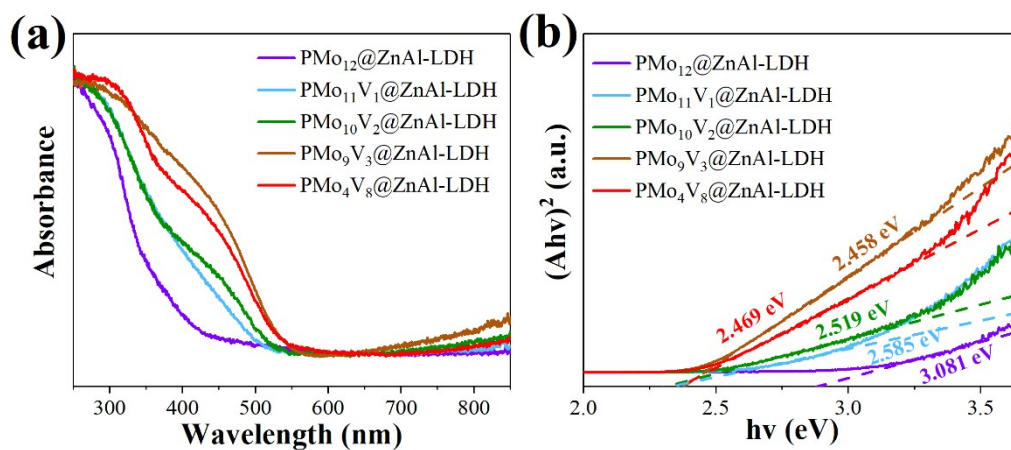 (a)
PMo₁₂@ZnAl-LDH
PMo₁₁V₁@ZnAl-LDH
PMo₁₀V₂@ZnAl-LDH
PMo₉V₃@ZnAl-LDH
PMo₄V₈@ZnAl-LDH
Absorbance
300 400 500 600 700 800
Wavelength (nm)
(b)
PMo₁₂@ZnAl-LDH
PMo₁₁V₁@ZnAl-LDH
PMo₁₀V₂@ZnAl-LDH
PMo₉V₃@ZnAl-LDH
PMo₄V₈@ZnAl-LDH
(Ahv)² (a.u.)
2.458 eV
2.469 eV
2.519 eV
2.585 eV
3.081 eV
2.0 2.5 3.0 3.5
hv (eV)